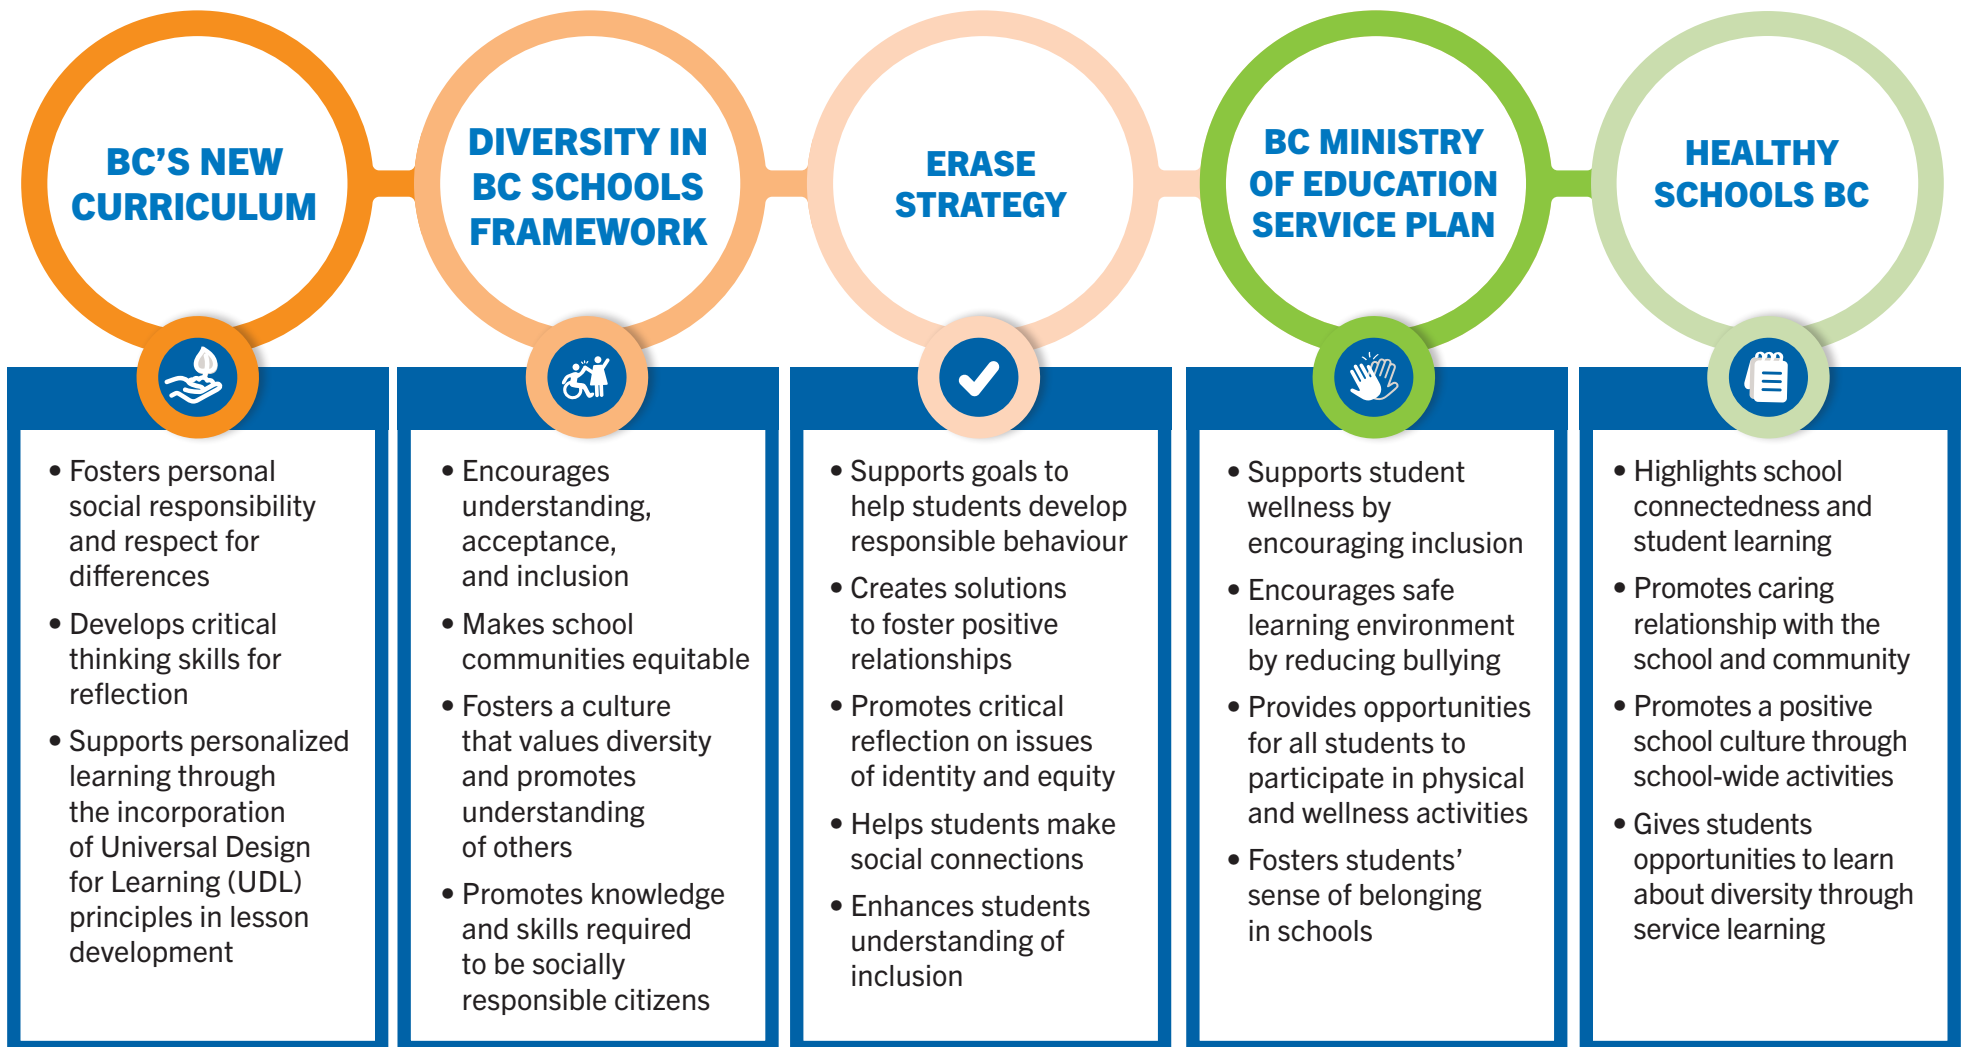 BC’S NEW
CURRICULUM
• Fosters personal
social responsibility
and respect for
differences
• Develops critical
thinking skills for
reflection
• Supports personalized
learning through
the incorporation
of Universal Design
for Learning (UDL)
principles in lesson
development
DIVERSITY IN
BC SCHOOLS
FRAMEWORK
• Encourages
understanding,
acceptance,
and inclusion
• Makes school
communities equitable
• Fosters a culture
that values diversity
and promotes
understanding
of others
• Promotes knowledge
and skills required
to be socially
responsible citizens
ERASE
STRATEGY
• Supports goals to
help students develop
responsible behaviour
• Creates solutions
to foster positive
relationships
• Promotes critical
reflection on issues
of identity and equity
• Helps students make
social connections
• Enhances students
understanding of
inclusion
BC MINISTRY
OF EDUCATION
SERVICE PLAN
• Supports student
wellness by
encouraging inclusion
• Encourages safe
learning environment
by reducing bullying
• Provides opportunities
for all students to
participate in physical
and wellness activities
• Fosters students’
sense of belonging
in schools
HEALTHY
SCHOOLS BC
• Highlights school
connectedness and
student learning
• Promotes caring
relationship with the
school and community
• Promotes a positive
school culture through
school-wide activities
• Gives students
opportunities to learn
about diversity through
service learning